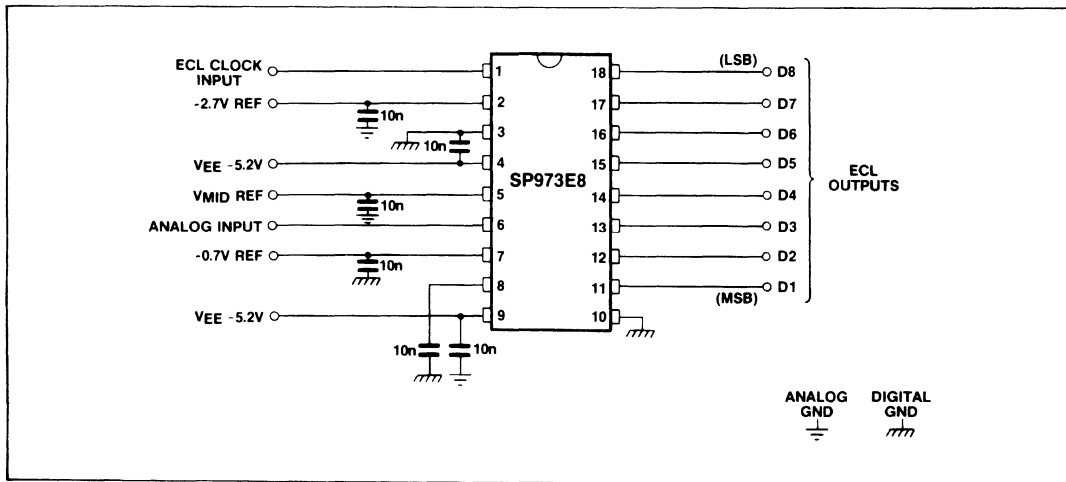 ECL CLOCK
INPUT
-2.7V REF
10n
10n
VEE -5.2V
VMID REF
10n
ANALOG INPUT
-0.7V REF
10n
VEE -5.2V
10n
10n
1
2
3
4
5
6
7
8
9
SP973E8
18
17
16
15
14
13
12
11
10
(LSB)
D8
D7
D6
D5
D4
D3
D2
D1
(MSB)
ECL
OUTPUTS
ANALOG
GND
DIGITAL
GND